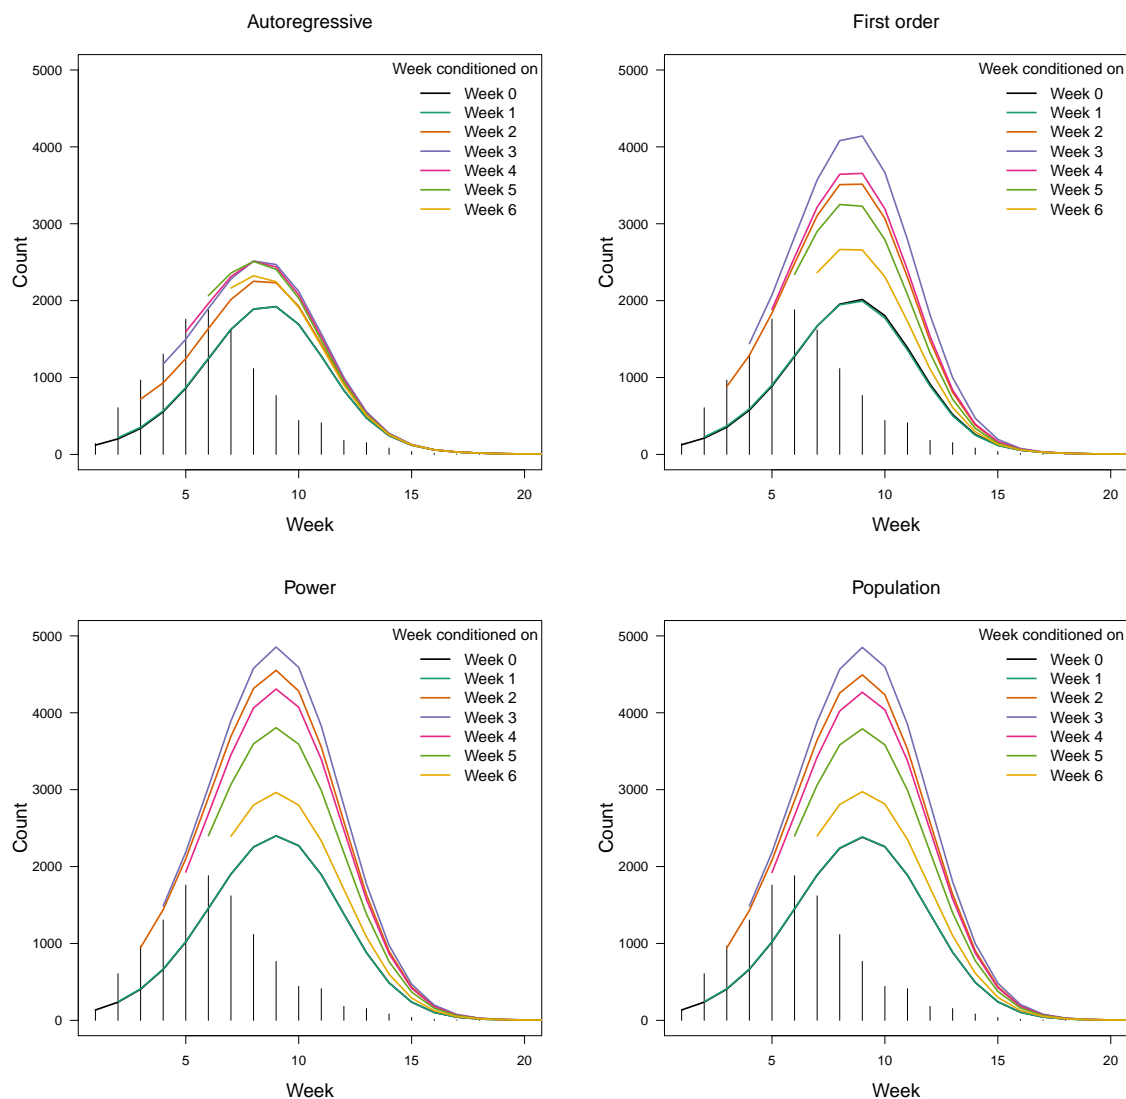 Autoregressive
5000
4000
3000
2000
1000
0
Count
5
10
15
20
Week
Week conditioned on
Week 0
Week 1
Week 2
Week 3
Week 4
Week 5
Week 6
First order
5000
4000
3000
2000
1000
0
Count
5
10
15
20
Week
Week conditioned on
Week 0
Week 1
Week 2
Week 3
Week 4
Week 5
Week 6
Power
5000
4000
3000
2000
1000
0
Count
5
10
15
20
Week
Week conditioned on
Week 0
Week 1
Week 2
Week 3
Week 4
Week 5
Week 6
Population
5000
4000
3000
2000
1000
0
Count
5
10
15
20
Week
Week conditioned on
Week 0
Week 1
Week 2
Week 3
Week 4
Week 5
Week 6